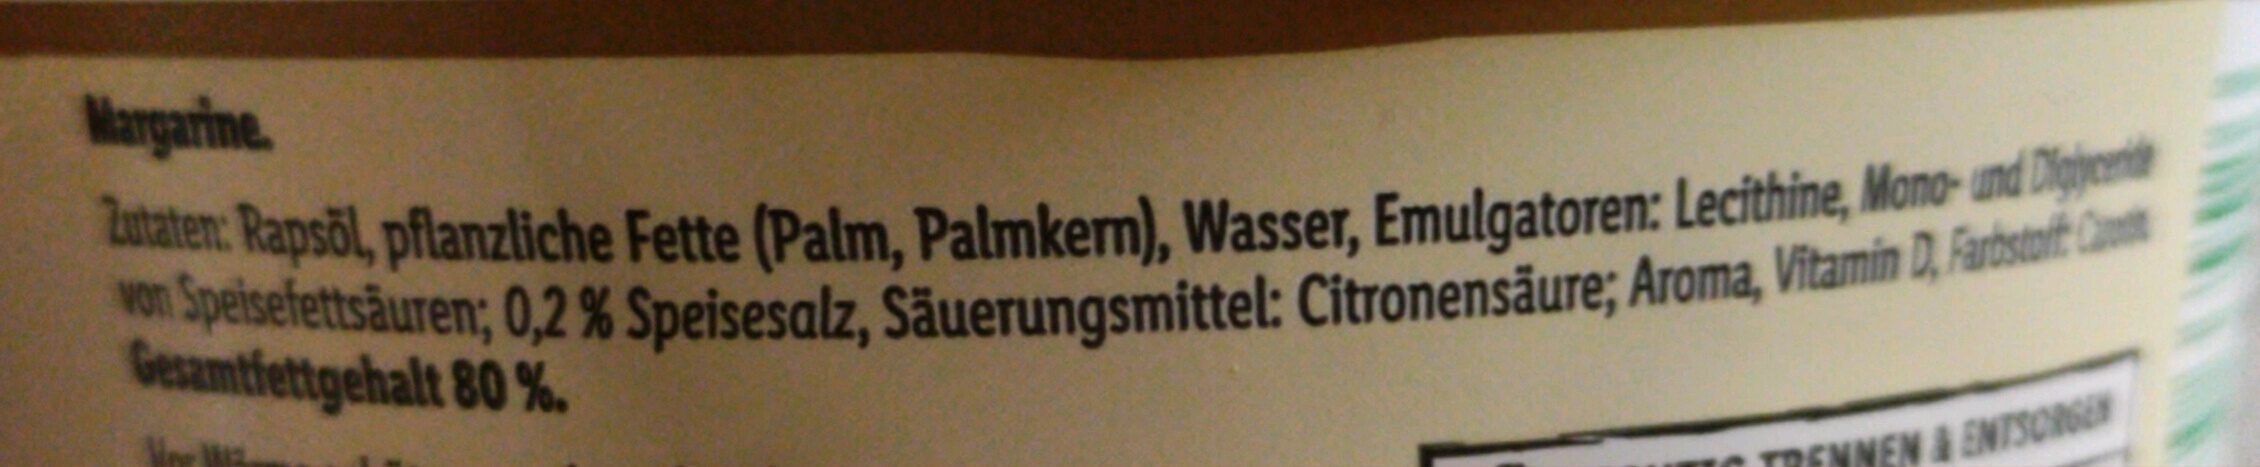 Margarine.
Zutaten: Rapsöl, pflanzliche Fette (Palm, Palmkern), Wasser, Emulgatoren: Lecithine, Mono- und Diglyceride
von Speisefettsäuren; 0,2 % Speisesalz, Säuerungsmittel: Citronensäure; Aroma, Vitamin D, Farbstoff: Carotin
Gesamtfettgehalt 80 %.
Vor
TRENNEN & ENTSORGEN